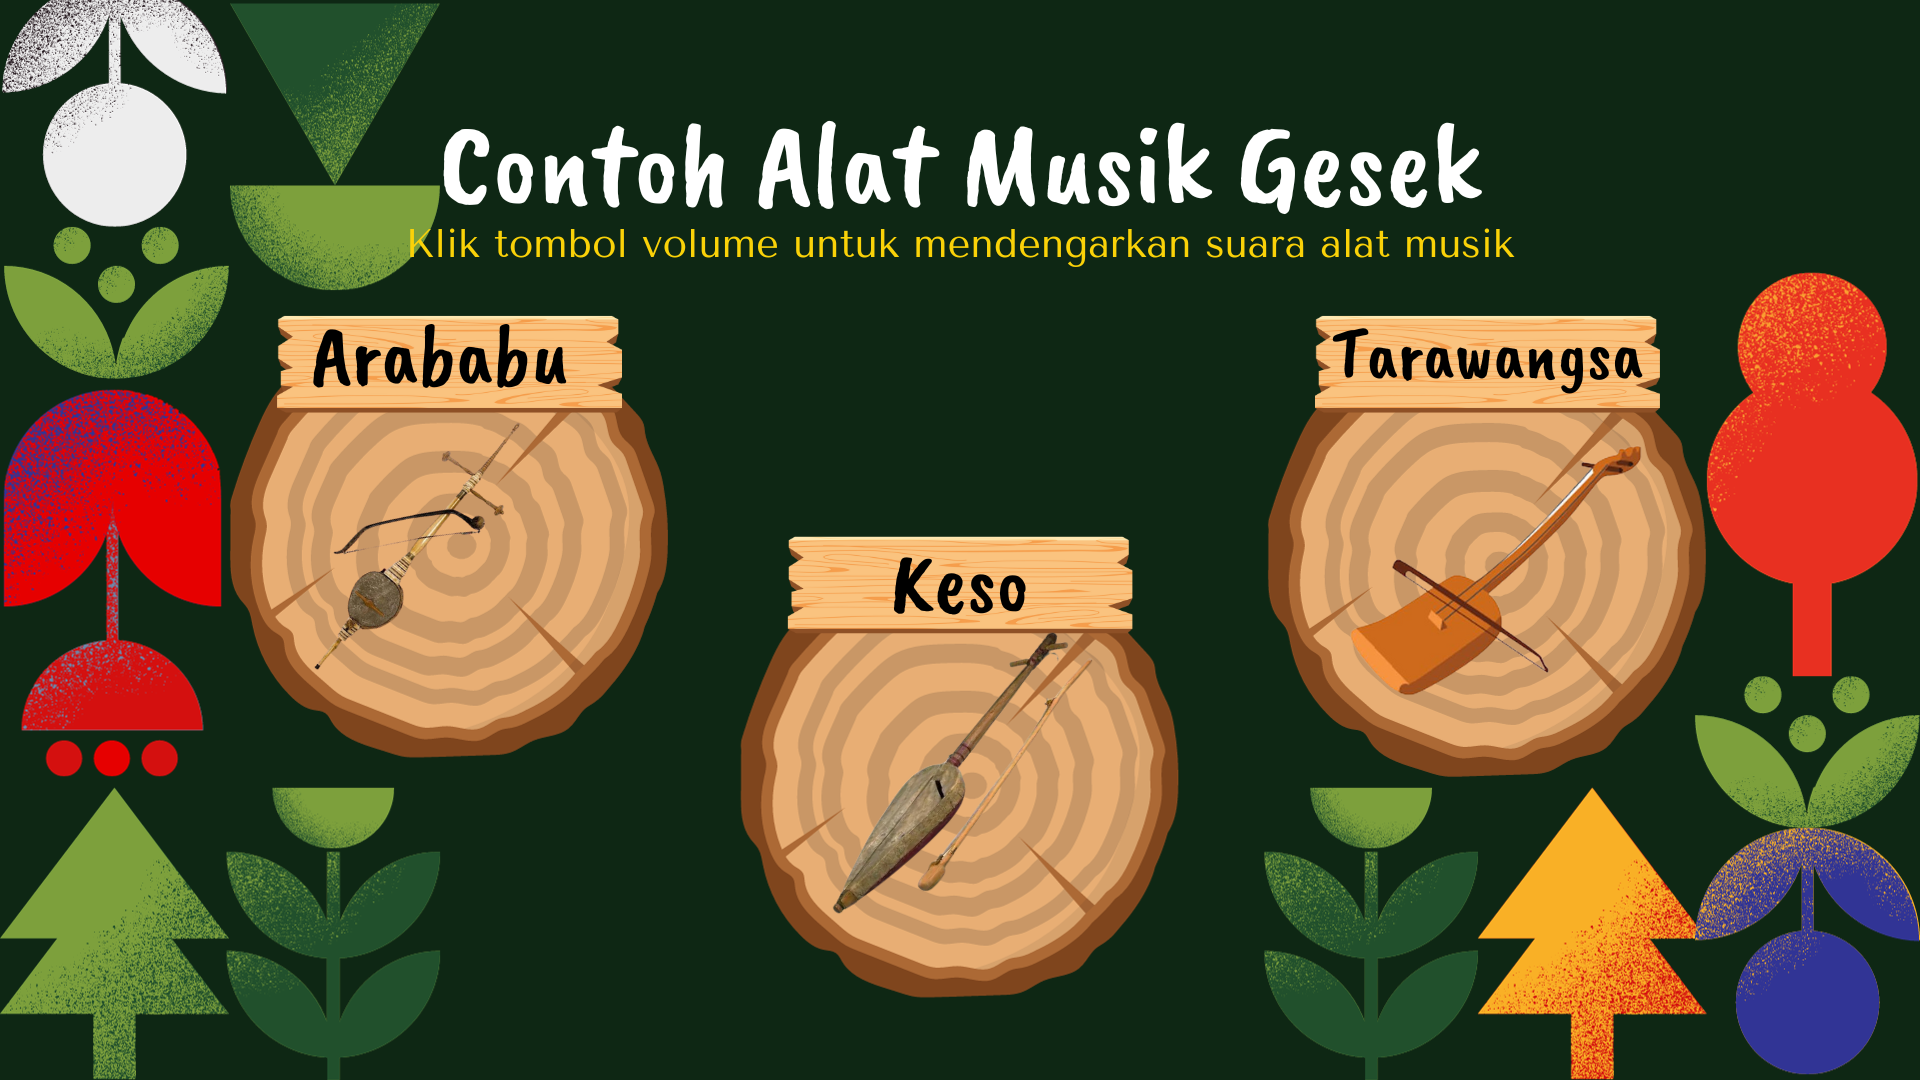 Contoh Alat Musik Gesek
Klik tombol volume untuk mendengarkan suara alat musik
Arababu
Tarawangsa
Keso